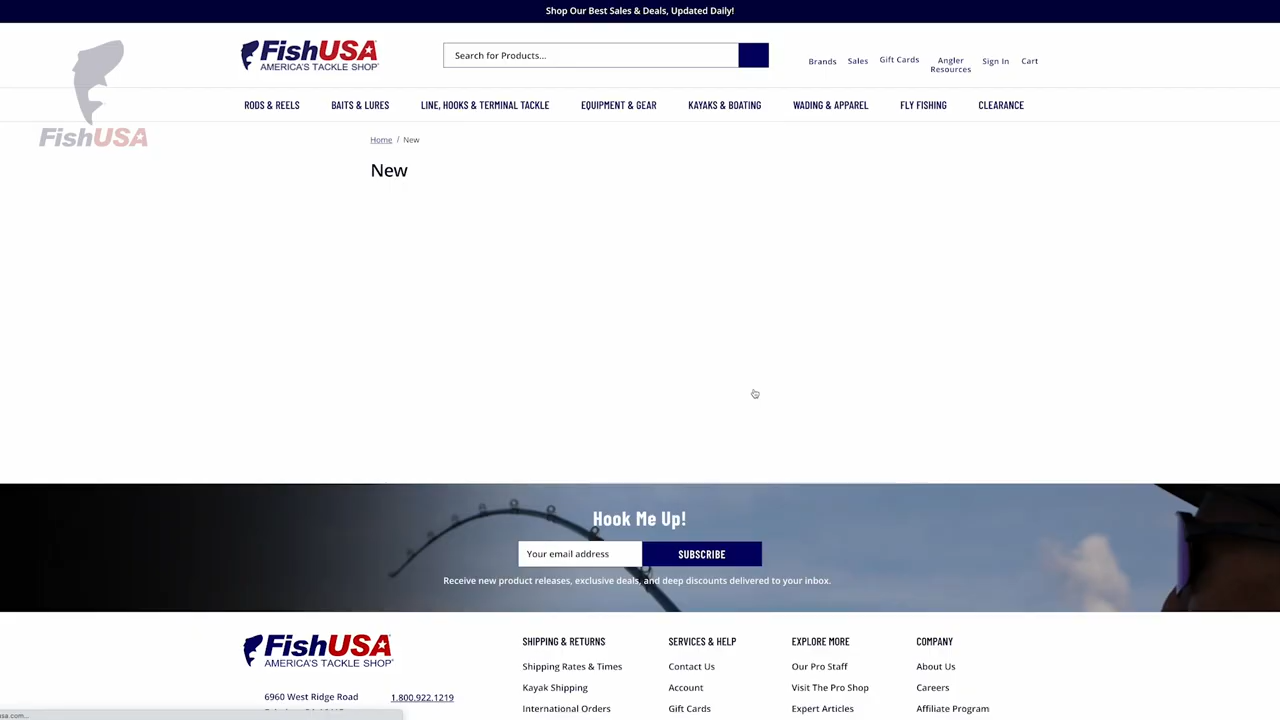 Shop Our Best Sales & Deals, Updated Daily!
FishUSA
AMERICA'S TACKLE SHOP
Search for Products...
Brands
Sales
Gift Cards
Angler
Resources
Sign In
Cart
FishUSA
RODS & REELS
BAITS & LURES
LINE, HOOKS & TERMINAL TACKLE
EQUIPMENT & GEAR
KAYAKS & BOATING
WADING & APPAREL
FLY FISHING
CLEARANCE
Home / New
New
Hook Me Up!
Your email address
SUBSCRIBE
Receive new product releases, exclusive deals, and deep discounts delivered to your inbox.
FishUSA
AMERICA'S TACKLE SHOP
6960 West Ridge Road
1.800.922.1219
SHIPPING & RETURNS
Shipping Rates & Times
Kayak Shipping
International Orders
SERVICES & HELP
Contact Us
Account
Gift Cards
EXPLORE MORE
Our Pro Staff
Visit The Pro Shop
Expert Articles
COMPANY
About Us
Careers
Affiliate Program